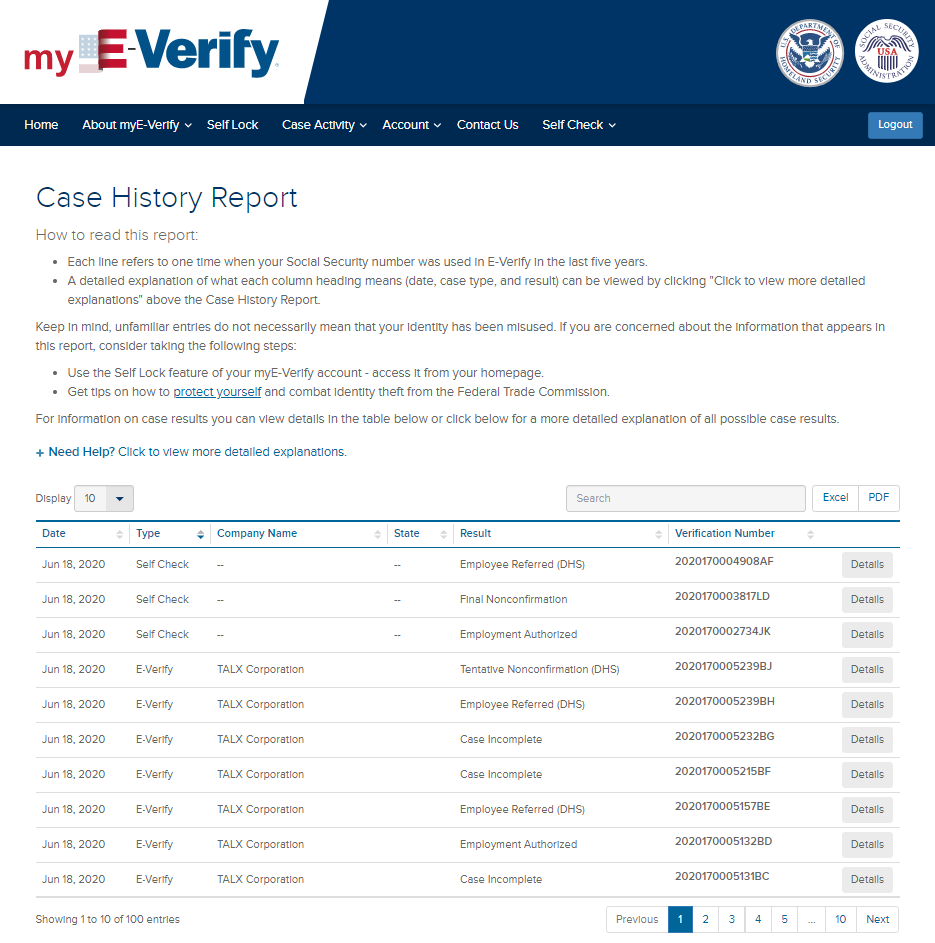 my E-Verify
U.S. DEPARTMENT OF HOMELAND SECURITY
SOCIAL SECURITY ADMINISTRATION
USA
Home About myE-Verify Self Lock Case Activity Account Contact Us Self Check Logout
Case History Report
How to read this report:
• Each line refers to one time when your Social Security number was used in E-Verify in the last five years.
• A detailed explanation of what each column heading means (date, case type, and result) can be viewed by clicking "Click to view more detailed
explanations" above the Case History Report.
Keep in mind, unfamiliar entries do not necessarily mean that your identity has been misused. If you are concerned about the information that appears in
this report, consider taking the following steps:
• Use the Self Lock feature of your myE-Verify account - access it from your homepage.
• Get tips on how to protect yourself and combat identity theft from the Federal Trade Commission.
For information on case results you can view details in the table below or click below for a more detailed explanation of all possible case results.
+ Need Help? Click to view more detailed explanations.
Display 10 Search Excel PDF
Date Type Company Name State Result Verification Number
Jun 18, 2020 Self Check -- -- Employee Referred (DHS) 2020170004908AF Details
Jun 18, 2020 Self Check -- -- Final Nonconfirmation 2020170003817LD Details
Jun 18, 2020 Self Check -- -- Employment Authorized 2020170002734JK Details
Jun 18, 2020 E-Verify TALX Corporation Tentative Nonconfirmation (DHS) 2020170005239BJ Details
Jun 18, 2020 E-Verify TALX Corporation Employee Referred (DHS) 2020170005239BH Details
Jun 18, 2020 E-Verify TALX Corporation Case Incomplete 2020170005232BG Details
Jun 18, 2020 E-Verify TALX Corporation Case Incomplete 2020170005215BF Details
Jun 18, 2020 E-Verify TALX Corporation Employee Referred (DHS) 2020170005157BE Details
Jun 18, 2020 E-Verify TALX Corporation Employment Authorized 2020170005132BD Details
Jun 18, 2020 E-Verify TALX Corporation Case Incomplete 2020170005131BC Details
Showing 1 to 10 of 100 entries Previous 1 2 3 4 5 ... 10 Next